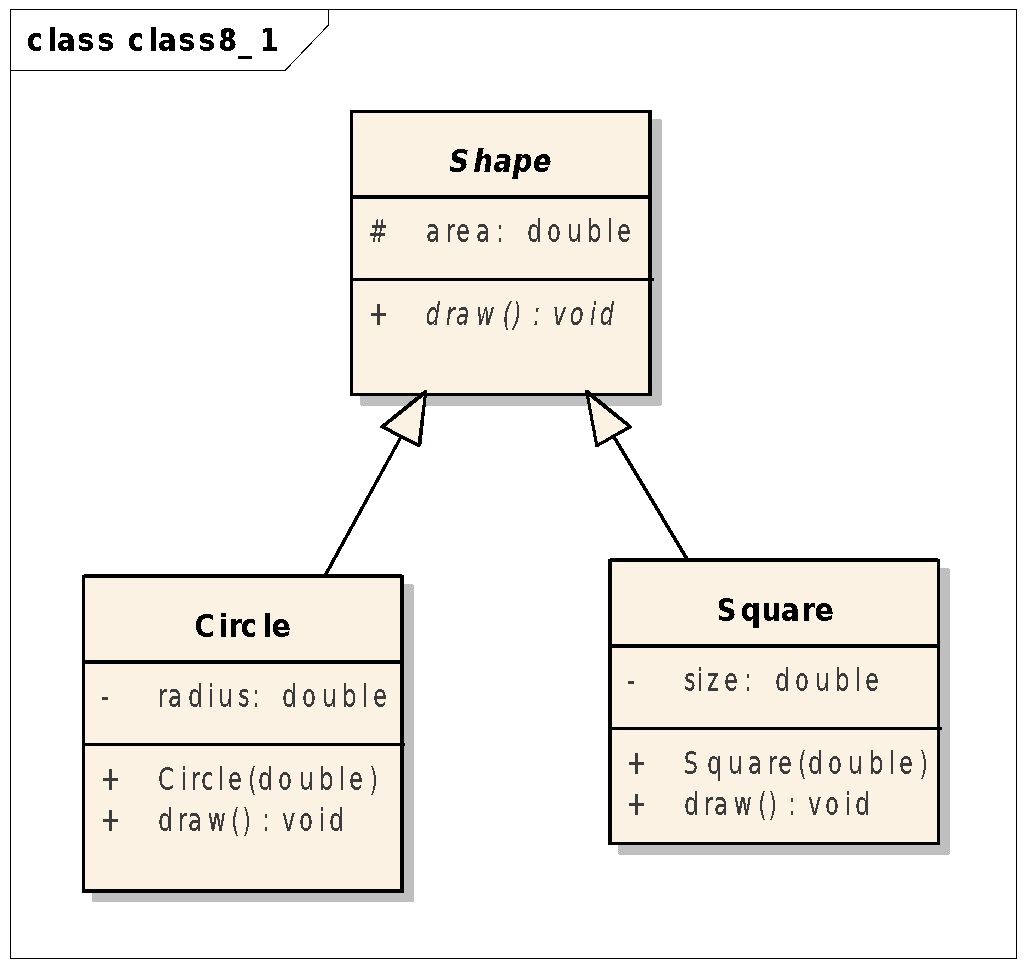 class class8_1
Shape
# area: double
+ draw() : void
Circle
- radius: double
+ Circle(double)
+ draw() : void
Square
- size: double
+ Square(double)
+ draw() : void